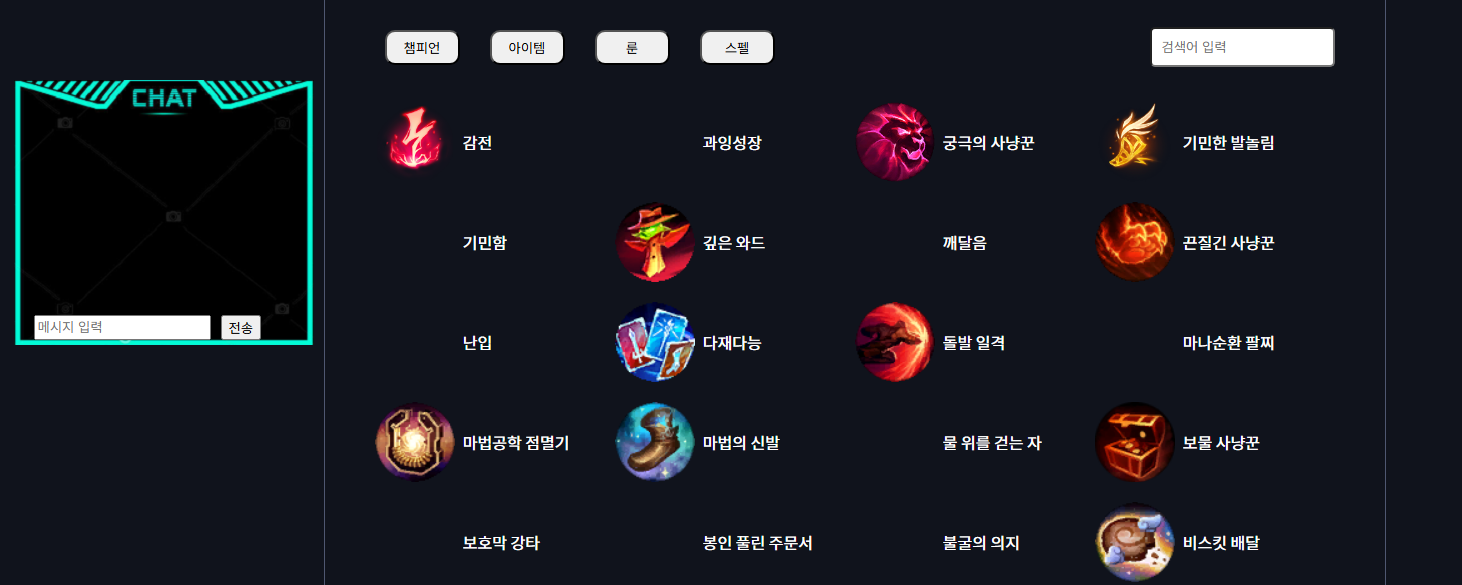 챔피언
아이템
룬
스펠
검색어 입력
CHAT
메시지 입력
전송
감전
과잉성장
궁극의 사냥꾼
기민한 발놀림
기민함
깊은 와드
깨달음
끈질긴 사냥꾼
난입
다재다능
돌발 일격
마나순환 팔찌
마법공학 점멸기
마법의 신발
물 위를 걷는 자
보물 사냥꾼
보호막 강타
봉인 풀린 주문서
불굴의 의지
비스킷 배달